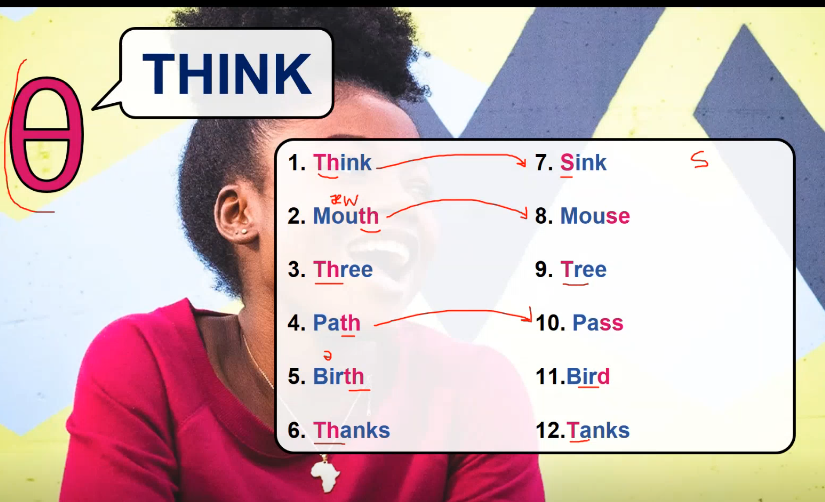 θ
THINK
1. Think
7. Sink
S
æw
2. Mouth
8. Mouse
3. Three
9. Tree
4. Path
10. Pass
ə
5. Birth
11.Bird
6. Thanks
12.Tanks